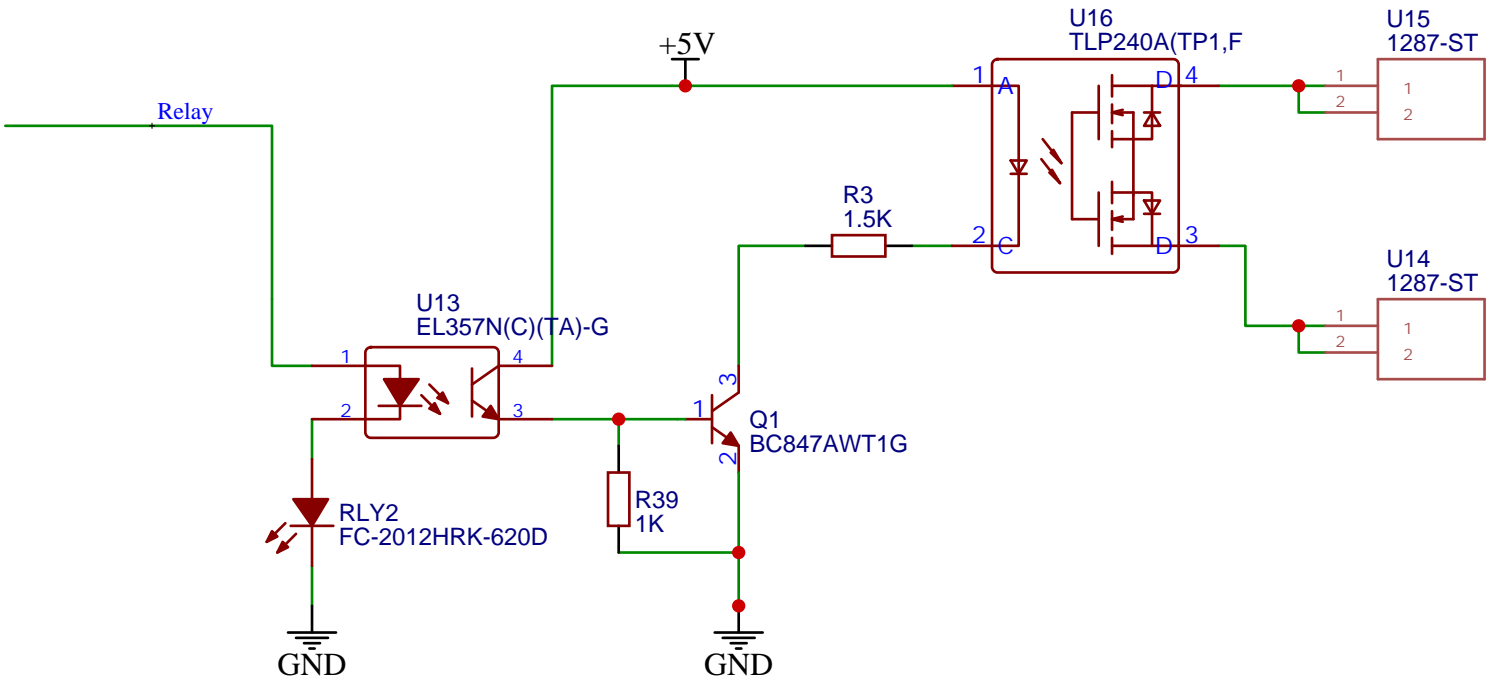 U16
TLP240A(TP1,F
U15
1287-ST
+5V
1
A
D
4
1
1
2
2
Relay
R3
1.5K
2
C
D
3
U14
1287-ST
1
1
2
2
U13
EL357N(C)(TA)-G
1
4
2
3
3
1
Q1
BC847AWT1G
2
R39
1K
RLY2
FC-2012HRK-620D
GND
GND